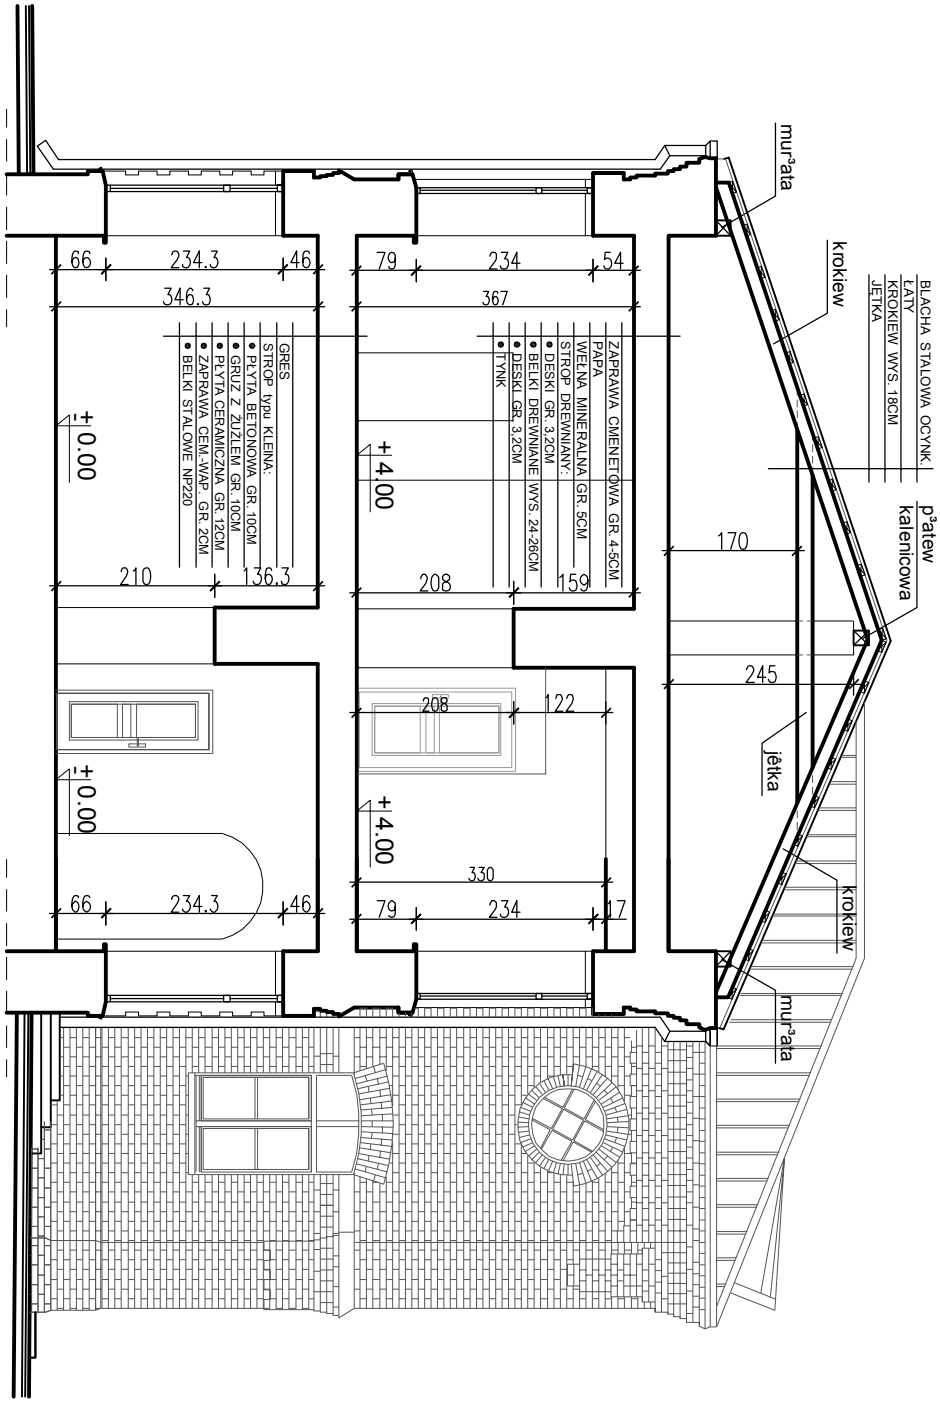 BLACHA STALOWA OCYNK.
ŁATY
KROKIEW WYS. 18CM
JĘTKA
p³atew
kalenicowa
mur³ata
krokiew
jêtka
krokiew
mur³ata
170
245
ZAPRAWA CMENETOWA GR. 4-5CM
PAPA
WEŁNA MINERALNA GR. 5CM
STROP DREWNIANY:
• DESKI GR. 3,2CM
• BELKI DREWNIANE WYS. 24-26CM
• DESKI GR. 3,2CM
• TYNK
54
234
79
367
+4.00
159
208
122
208
+4.00
330
17
234
79
GRES
STROP typu KLEINA:
• PŁYTA BETONOWA GR. 10CM
• GRUZ Z ŻUŻLEM GR. 10CM
• PŁYTA CERAMICZNA GR. 12CM
• ZAPRAWA CEM.-WAP. GR. 2CM
• BELKI STALOWE NP220
46
234.3
66
346.3
±0.00
136.3
210
±0.00
46
234.3
66